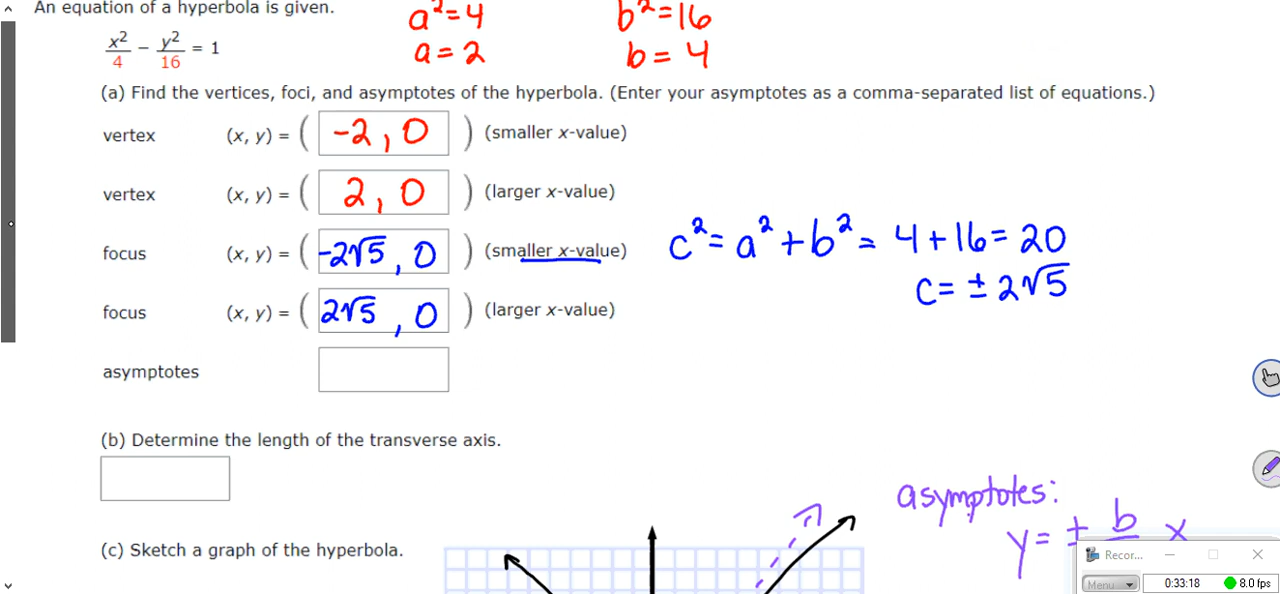 An equation of a hyperbola is given.
a²=4
b²=16
x²/4 − y²/16 = 1
a=2
b=4
(a) Find the vertices, foci, and asymptotes of the hyperbola. (Enter your asymptotes as a comma-separated list of equations.)
vertex (x, y) = ( -2, 0 ) (smaller x-value)
vertex (x, y) = ( 2, 0 ) (larger x-value)
focus (x, y) = ( -2√5, 0 ) (smaller x-value)
c²=a²+b²=4+16=20
c=±2√5
focus (x, y) = ( 2√5, 0 ) (larger x-value)
asymptotes
(b) Determine the length of the transverse axis.
asymptotes:
y=± b x
(c) Sketch a graph of the hyperbola.
Recor...
Menu 0:33:18 8.0 fps